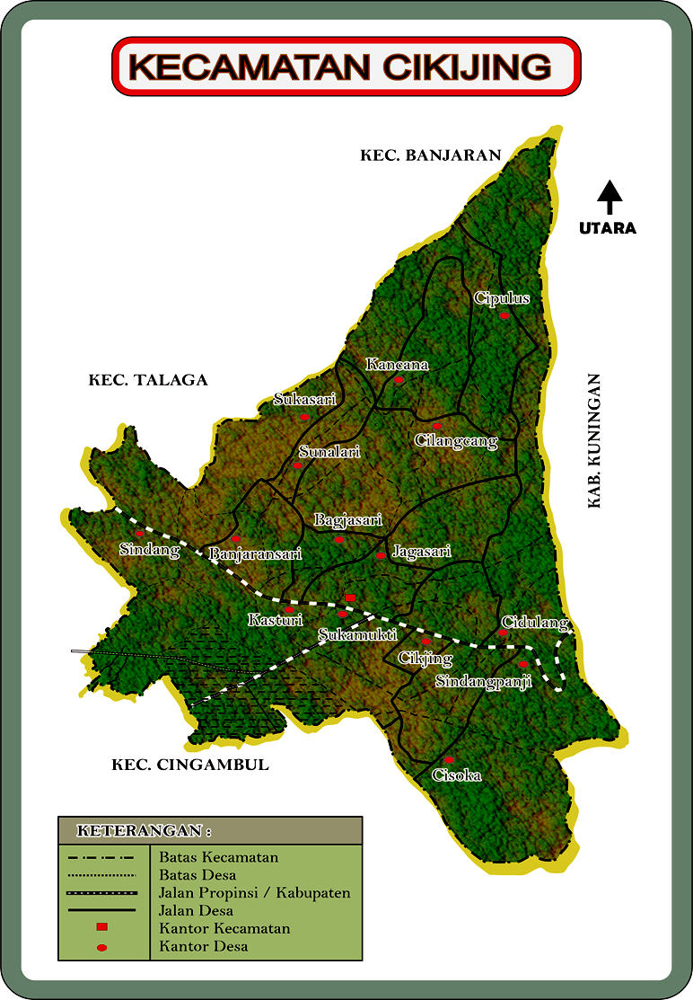 KECAMATAN CIKIJING
KEC. BANJARAN
UTARA
Cipulus
Kancana
KEC. TALAGA
KAB. KUNINGAN
Sukasari
Cilangcang
Sunalari
Bagjasari
Sindang
Banjaransari
Jagasari
Kasturi
Cidulang
Sukamukti
Cikjing
Sindangpanji
KEC. CINGAMBUL
Cisoka
KETERANGAN :
Batas Kecamatan
Batas Desa
Jalan Propinsi / Kabupaten
Jalan Desa
Kantor Kecamatan
Kantor Desa